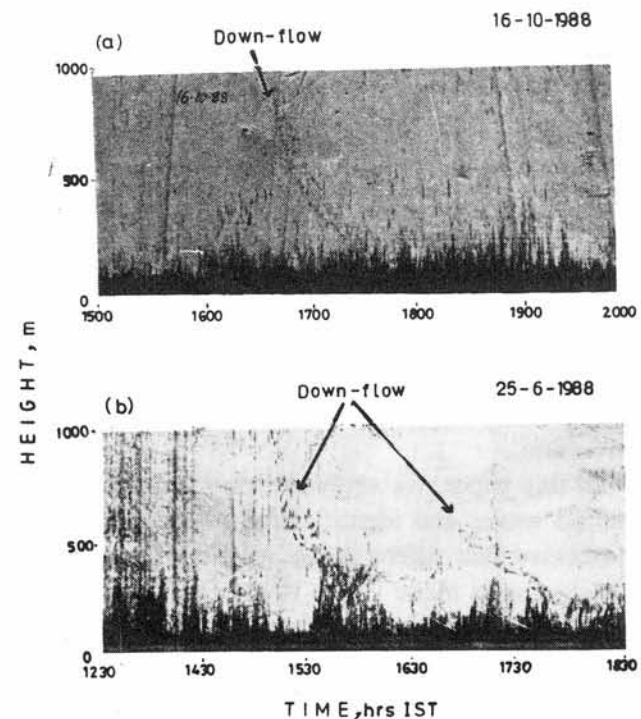 16-10-1988
(a) Down-flow
1000
16-10-88
500
0
1500 1600 1700 1800 1900 2000
HEIGHT, m
(b) Down-flow 25-6-1988
1000
500
0
1230 1430 1530 1630 1730 1830
TIME, hrs IST